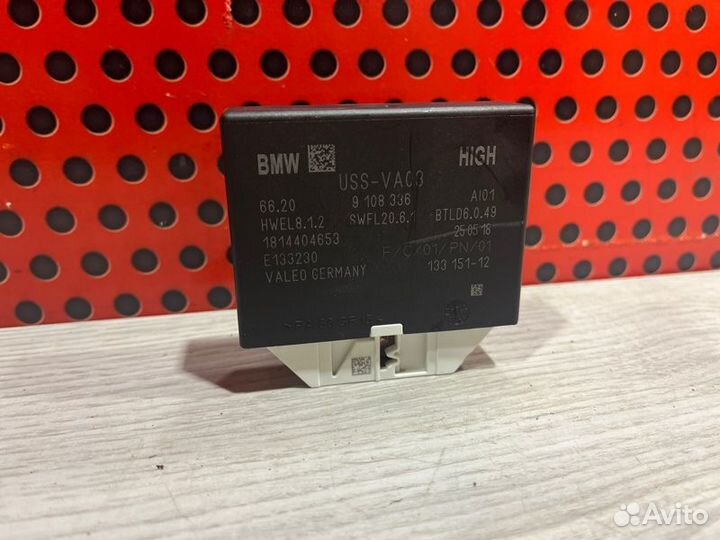 BMW HIGH
USS-VA03
66.20 9 108 336 AI01
HWEL8.1.2 SWFL20.6.1 BTLD6.0.49
1814404653 25 05 18
E133230 F/C/01/PN/01
VALEO GERMANY 133 151-12
Avito